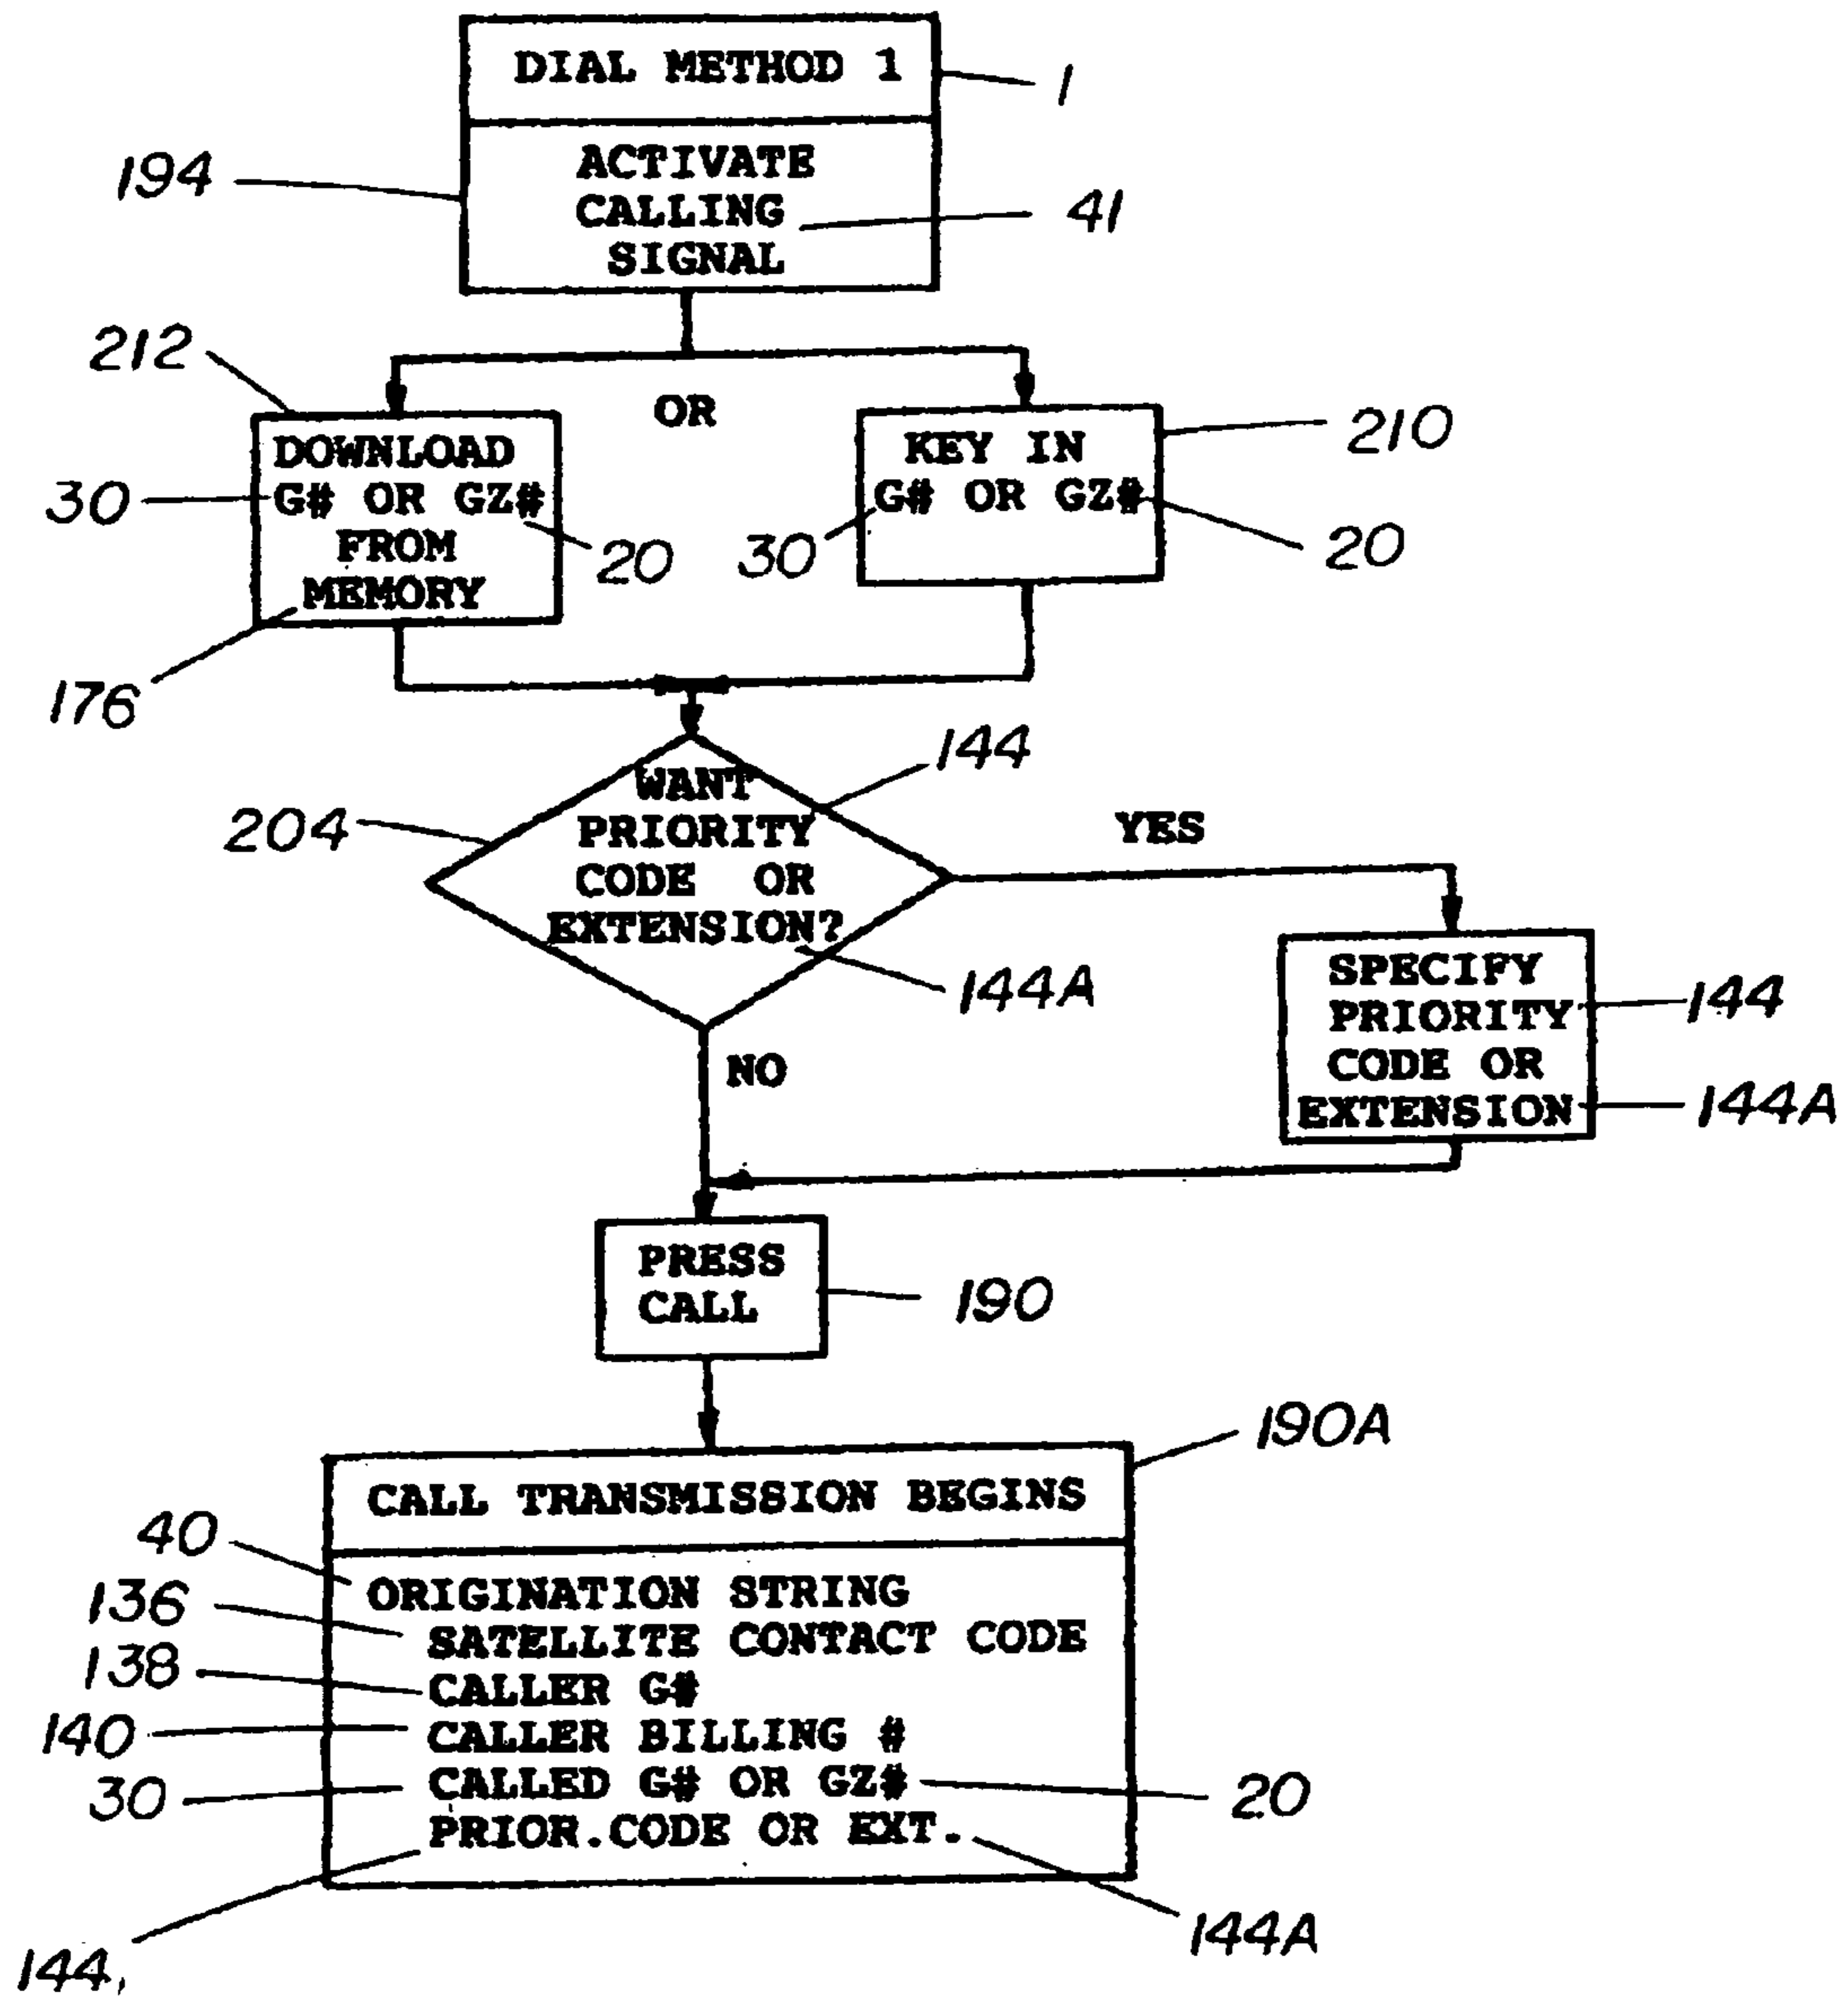 DIAL METHOD 1
1
194
ACTIVATE
CALLING
SIGNAL
41
212
OR
210
DOWNLOAD
G# OR GZ#
FROM
MEMORY
30
20
176
KEY IN
G# OR GZ#
30
20
204
WANT
PRIORITY
CODE OR
EXTENSION?
144
144A
YES
NO
SPECIFY
PRIORITY
CODE OR
EXTENSION
144
144A
PRESS
CALL
190
190A
CALL TRANSMISSION BEGINS
40
ORIGINATION STRING
136
SATELLITE CONTACT CODE
138
CALLER G#
140
CALLER BILLING #
30
CALLED G# OR GZ#
20
PRIOR.CODE OR EXT.
144
144A